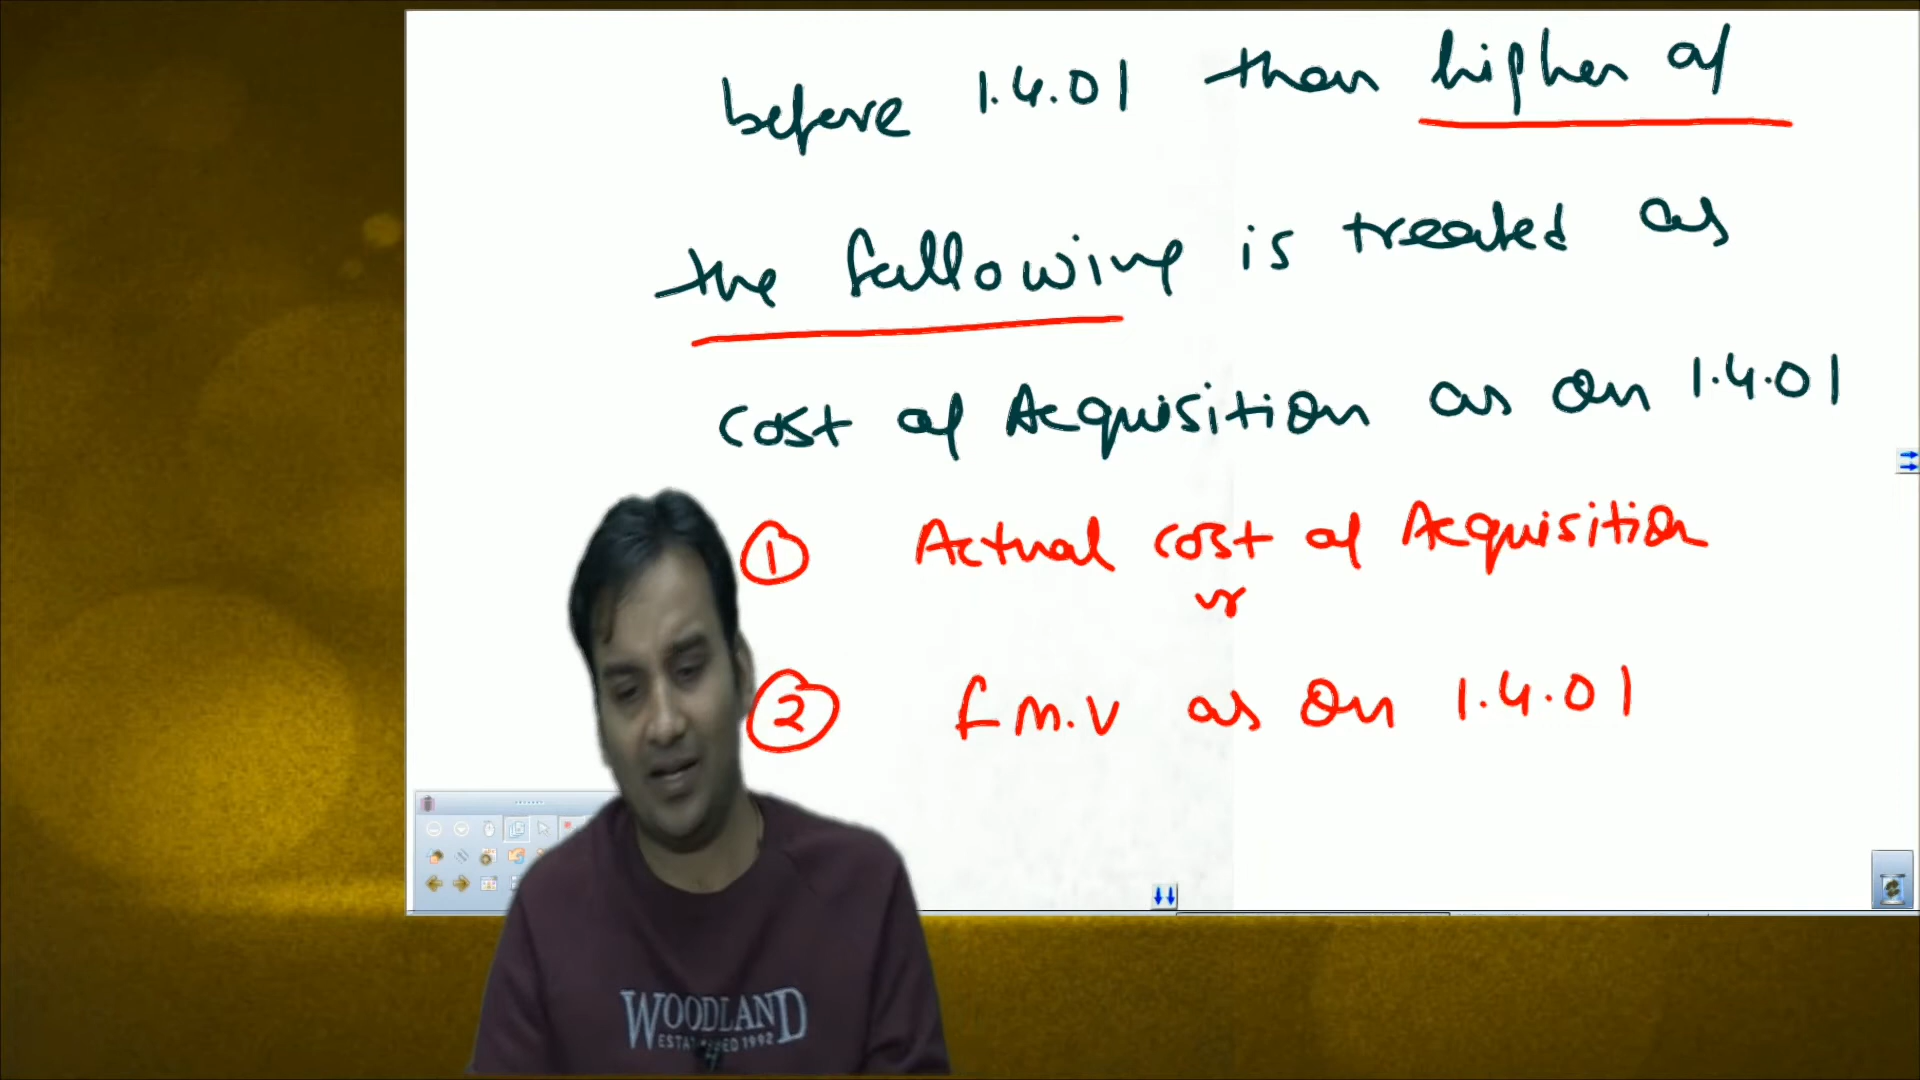 before 1.4.01 then higher of
the following is treated as
cost of Acquisition as on 1.4.01
① Actual cost of Acquisition
or
② F.M.V as on 1.4.01
WOODLAND